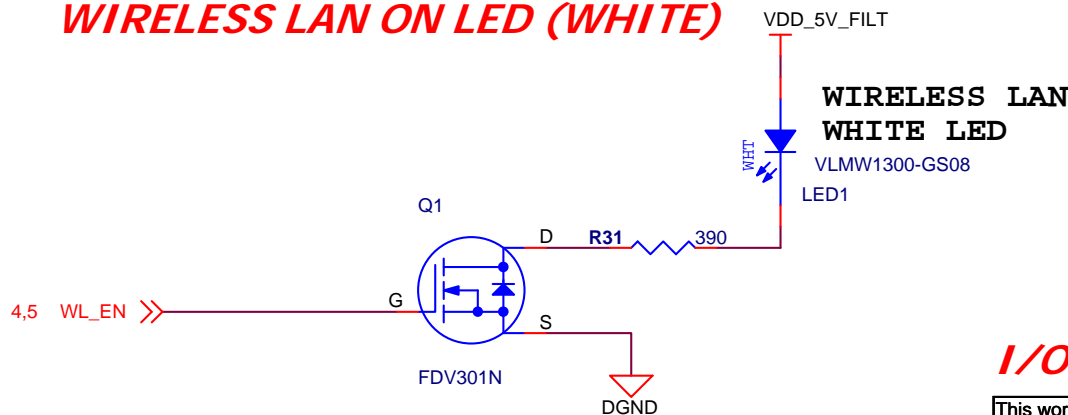 WIRELESS LAN ON LED (WHITE)
VDD_5V_FILT
WIRELESS LAN
WHITE LED
WHT
VLMW1300-GS08
LED1
Q1
D
R31
390
4,5 WL_EN
G
S
FDV301N
DGND
I/O
This wor